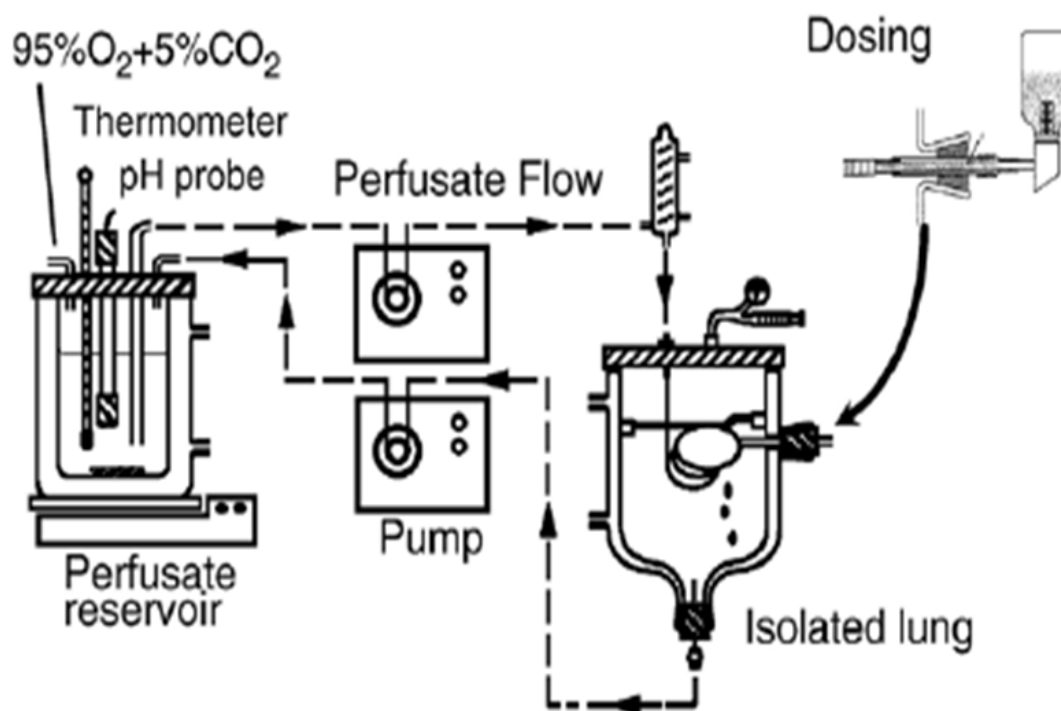 95%O₂+5%CO₂
Thermometer
pH probe
Perfusate Flow
Dosing
Pump
Perfusate
reservoir
Isolated lung